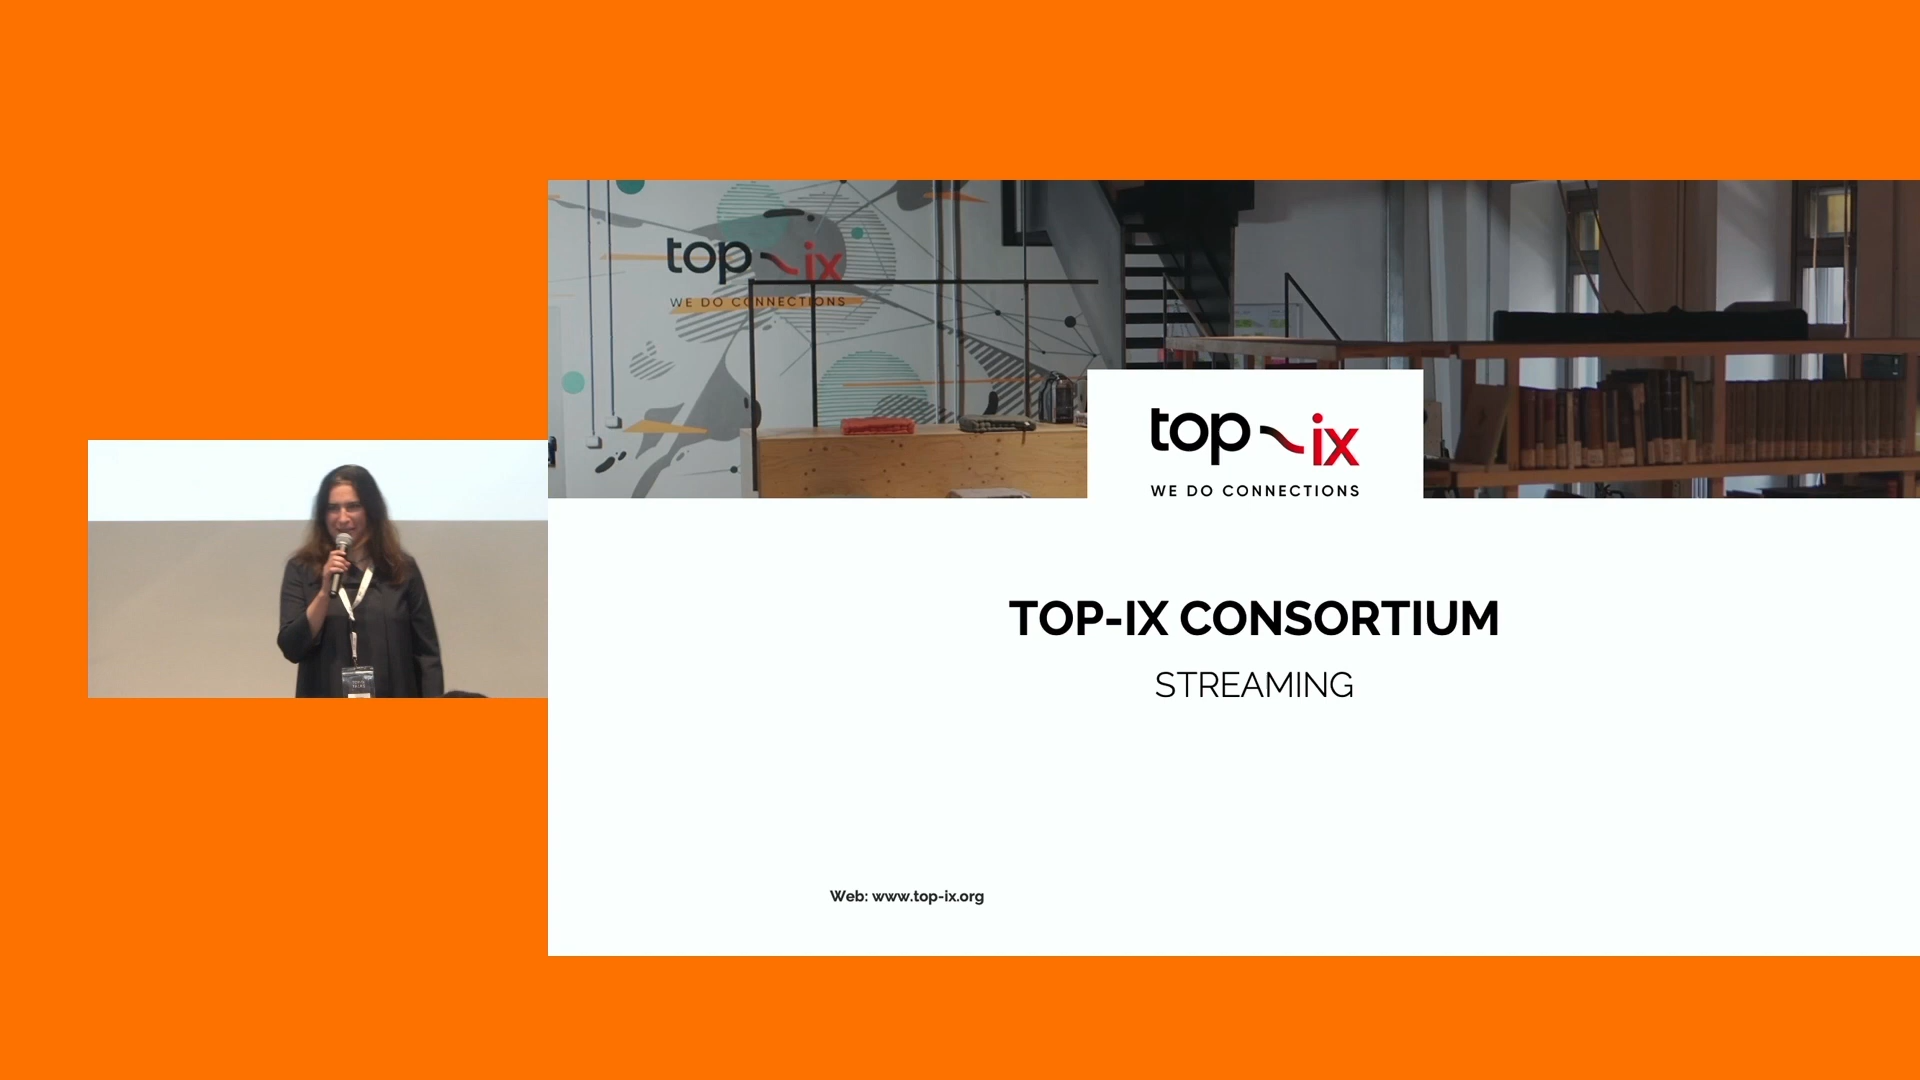 top ix
WE DO CONNECTIONS
top ix
WE DO CONNECTIONS
TOP-IX CONSORTIUM
STREAMING
Web: www.top-ix.org